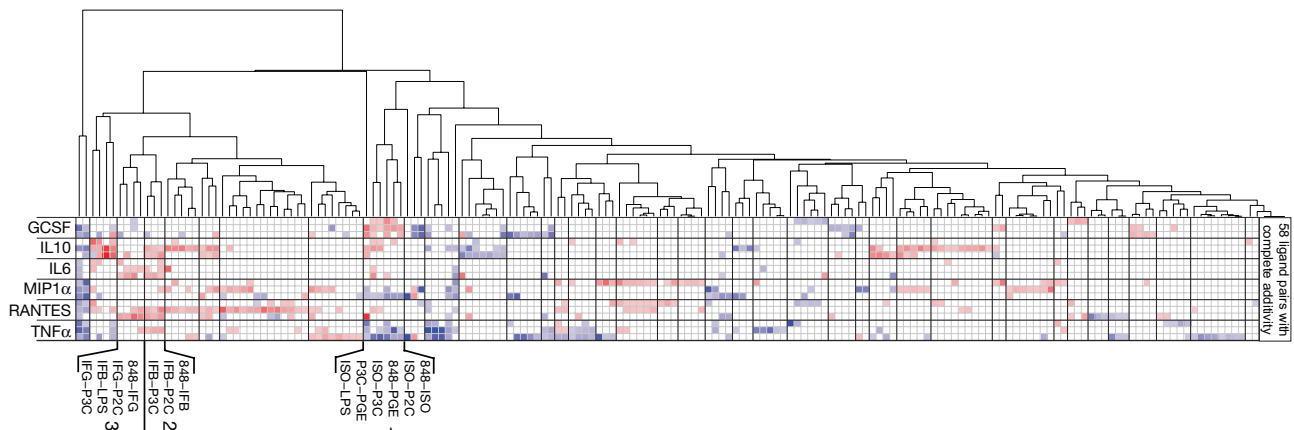 GCSF
IL10
IL6
MIP1α
RANTES
TNFα
58 ligand pairs with
complete additivity
IFG–P3C
IFB–LPS
IFG–P2C
848–IFG
IFB–P3C
IFB–P2C
848–IFB
3
2
ISO–LPS
P3C–PGE
ISO–P3C
848–PGE
ISO–P2C
848–ISO